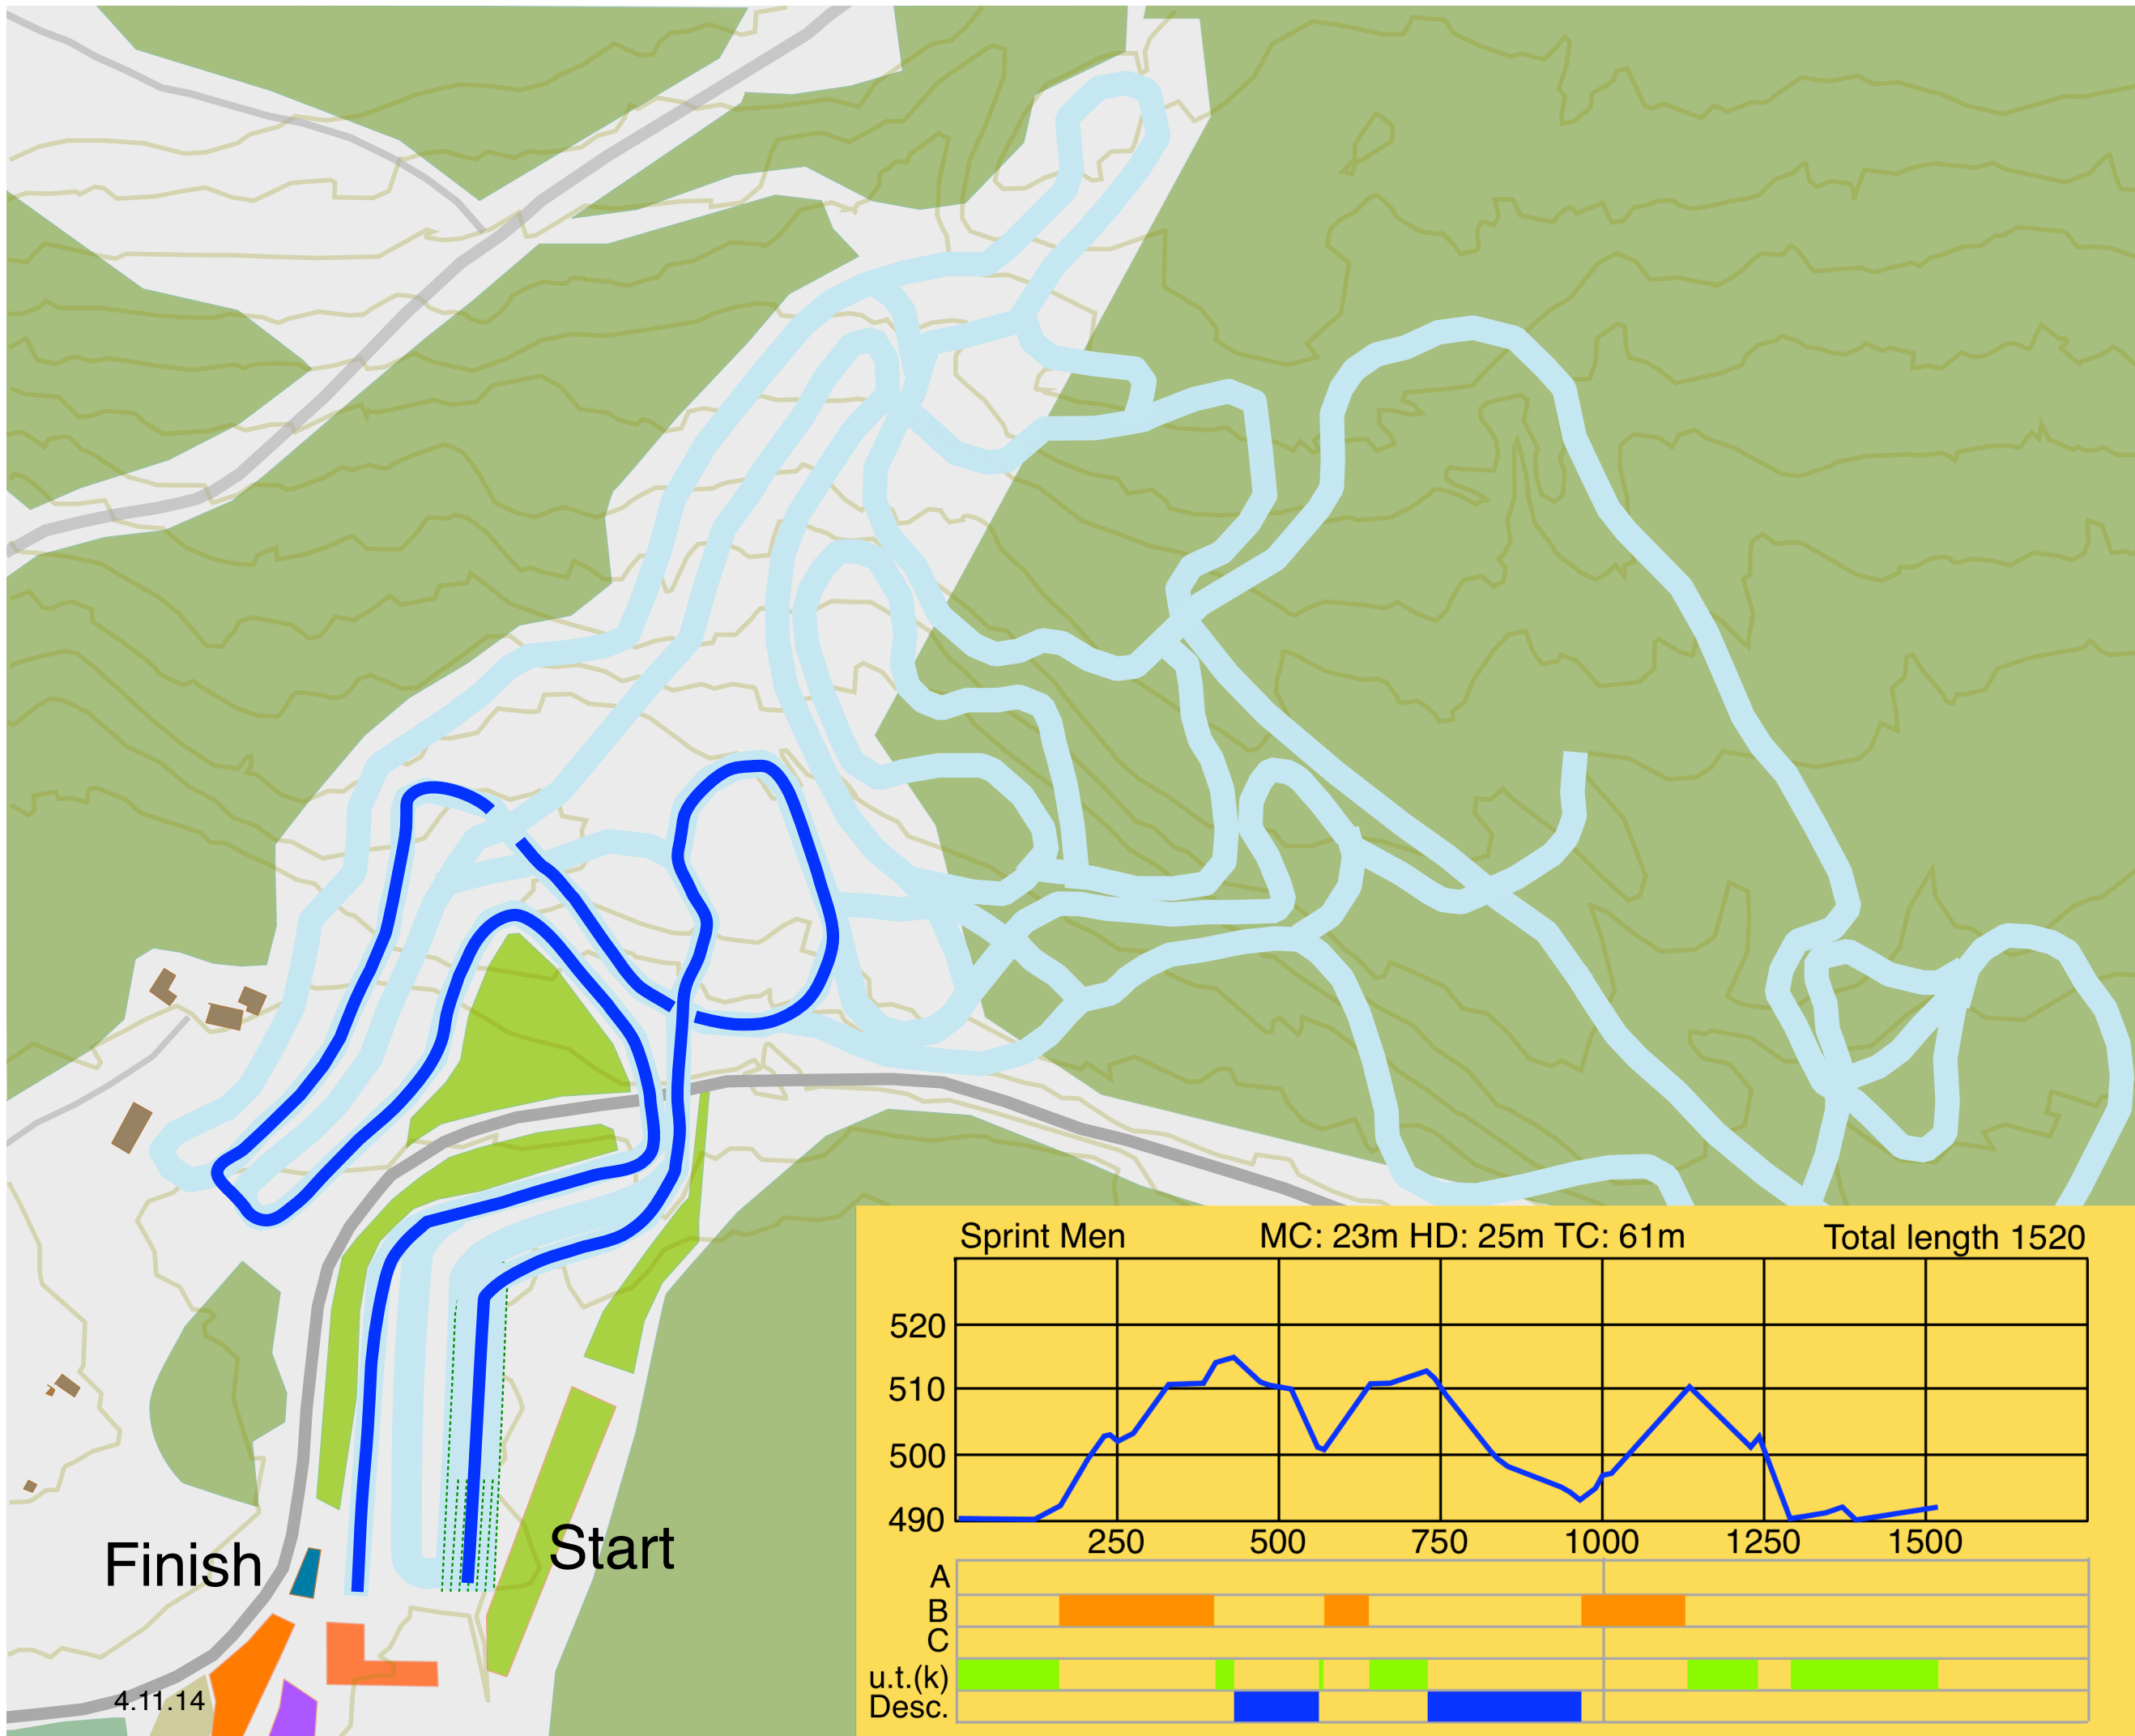 Sprint Men MC: 23m HD: 25m TC: 61m Total length 1520
520
510
500
490
250 500 750 1000 1250 1500
A
B
C
u.t.(k)
Desc.
Finish
Start
4.11.14